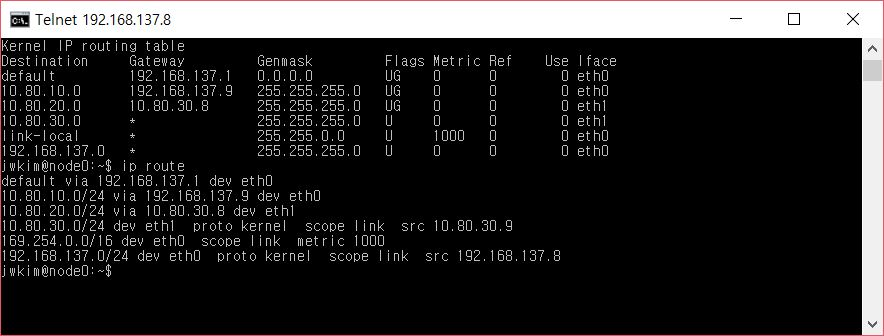 Telnet 192.168.137.8
Kernel IP routing table
Destination     Gateway         Genmask         Flags Metric Ref    Use Iface
default         192.168.137.1   0.0.0.0         UG    0      0        0 eth0
10.80.10.0      192.168.137.9   255.255.255.0   UG    0      0        0 eth0
10.80.20.0      10.80.30.8      255.255.255.0   UG    0      0        0 eth1
10.80.30.0      *               255.255.255.0   U     0      0        0 eth1
link-local      *               255.255.0.0     U     1000   0        0 eth0
192.168.137.0   *               255.255.255.0   U     0      0        0 eth0
jwkim@node0:~$ ip route
default via 192.168.137.1 dev eth0
10.80.10.0/24 via 192.168.137.9 dev eth0
10.80.20.0/24 via 10.80.30.8 dev eth1
10.80.30.0/24 dev eth1  proto kernel  scope link  src 10.80.30.9
169.254.0.0/16 dev eth0  scope link  metric 1000
192.168.137.0/24 dev eth0  proto kernel  scope link  src 192.168.137.8
jwkim@node0:~$